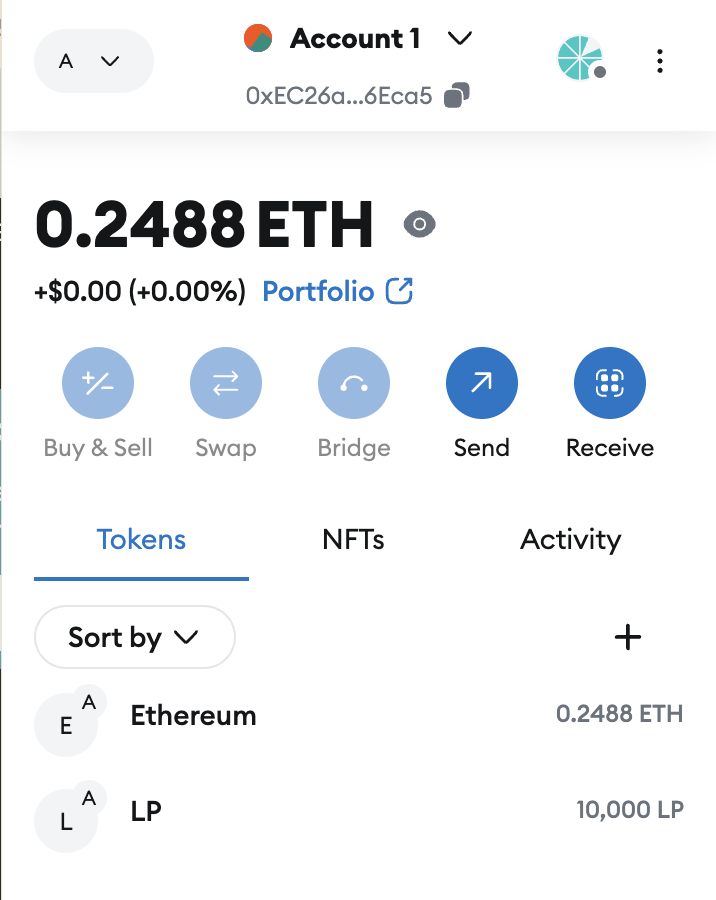 A
Account 1
0xEC26a...6Eca5
0.2488 ETH
+$0.00 (+0.00%) Portfolio
Buy & Sell
Swap
Bridge
Send
Receive
Tokens
NFTs
Activity
Sort by
E
A
Ethereum
0.2488 ETH
L
A
LP
10,000 LP